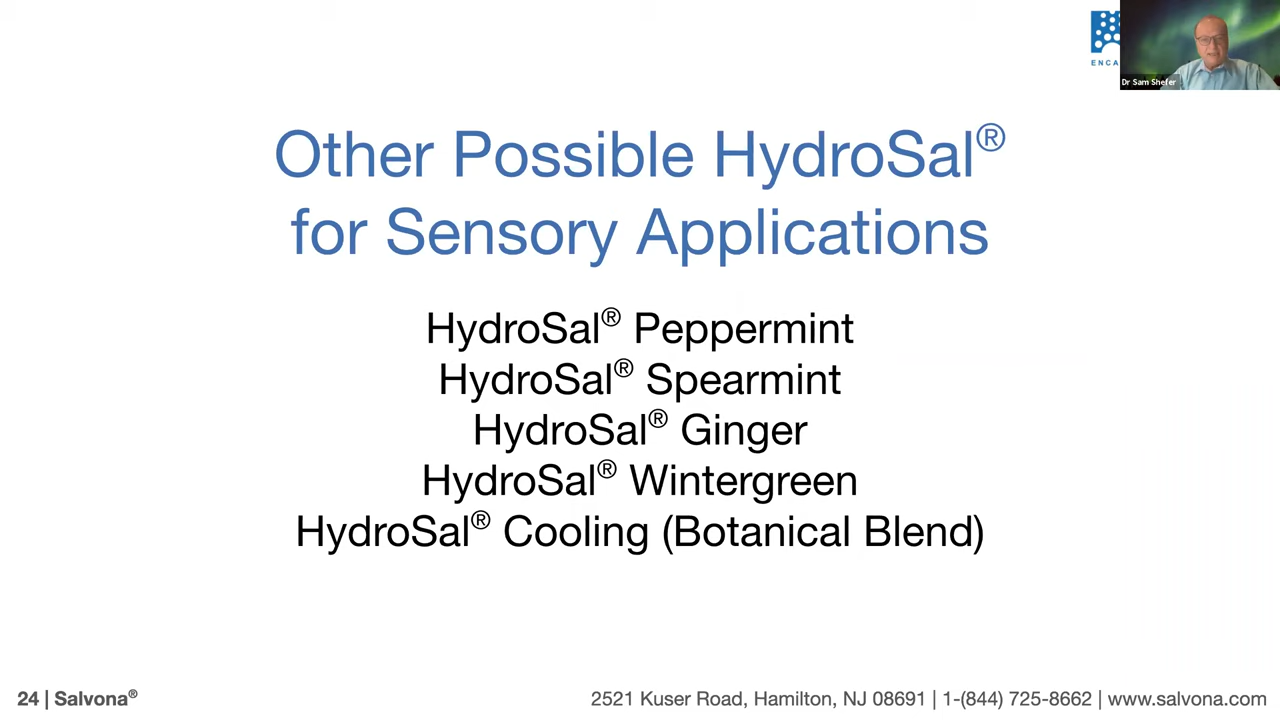 ENCA
Dr Sam Shefer
Other Possible HydroSal®
for Sensory Applications
HydroSal® Peppermint
HydroSal® Spearmint
HydroSal® Ginger
HydroSal® Wintergreen
HydroSal® Cooling (Botanical Blend)
24 | Salvona®
2521 Kuser Road, Hamilton, NJ 08691 | 1-(844) 725-8662 | www.salvona.com